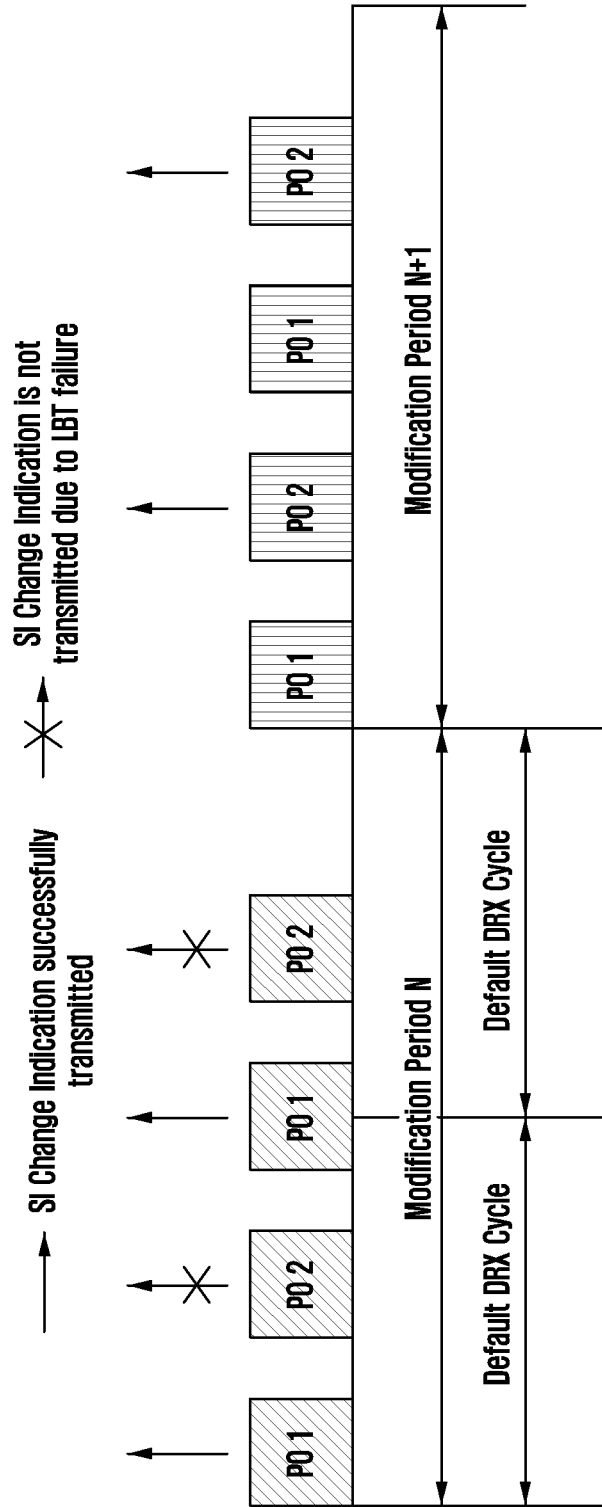 SI Change Indication successfully
transmitted
SI Change Indication is not
transmitted due to LBT failure
PO 1
PO 2
PO 1
PO 2
PO 1
PO 2
PO 1
PO 2
Modification Period N
Modification Period N+1
Default DRX Cycle
Default DRX Cycle